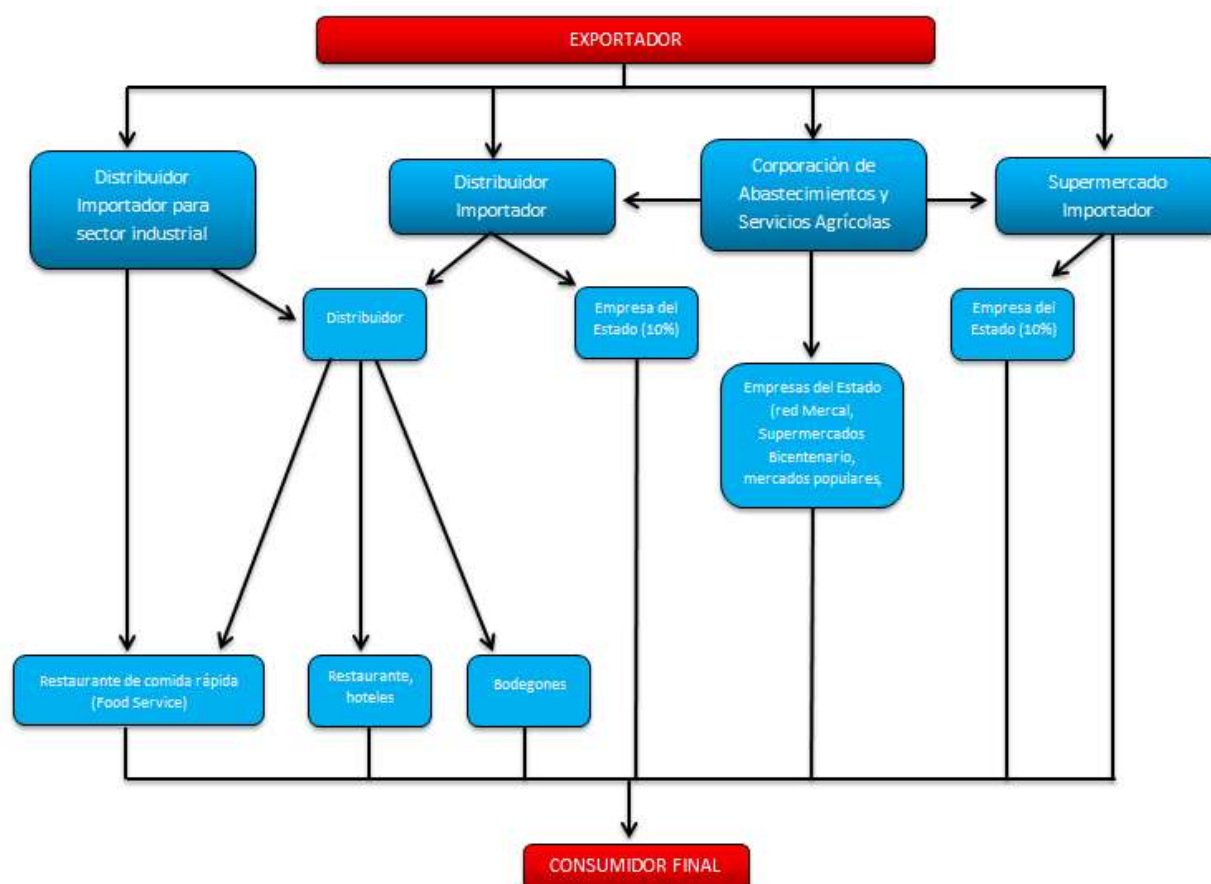 EXPORTADOR
Distribuidor
Importador para
sector industrial
Distribuidor
Importador
Corporación de
Abastecimientos y
Servicios Agrícolas
Supermercado
Importador
Distribuidor
Empresa del
Estado (10%)
Empresa del
Estado (10%)
Empresas del Estado
(red Mercal,
Supermercados
Bicentenario,
mercados populares,
Restaurante de comida rápida
(Food Service)
Restaurante,
hoteles
Bodegones
CONSUMIDOR FINAL